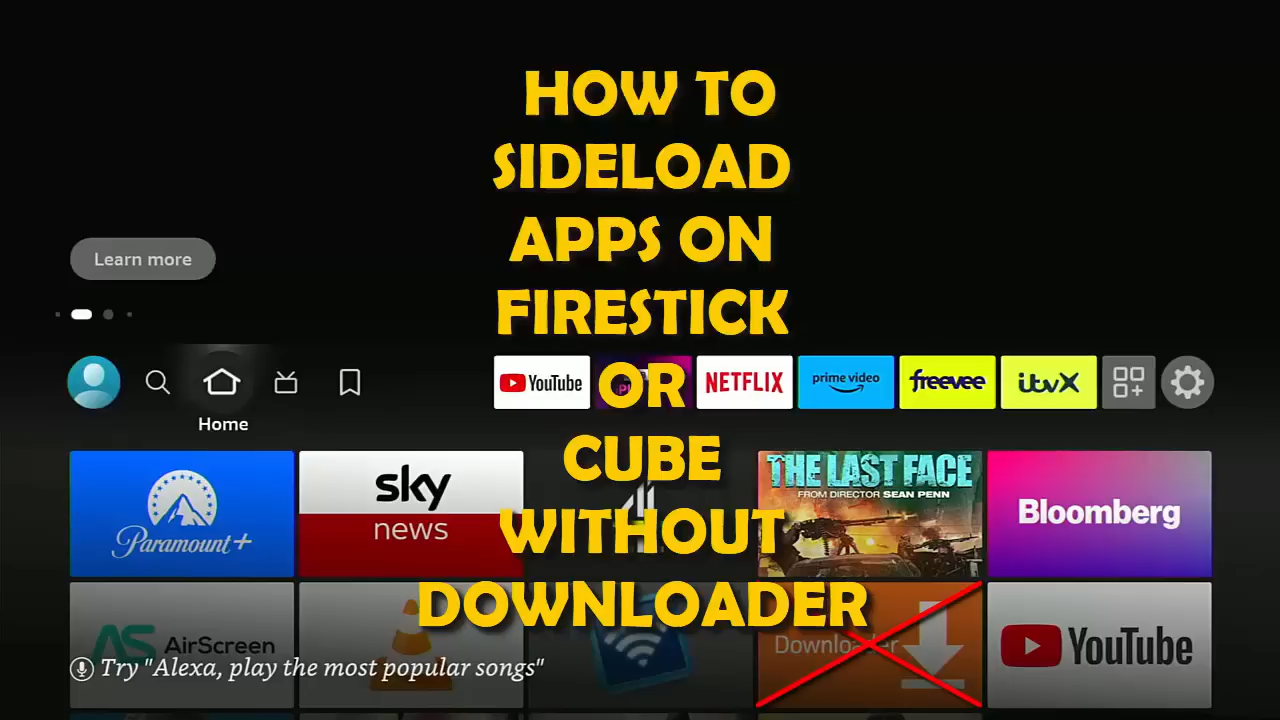 HOW TO
SIDELOAD
APPS ON
FIRESTICK
OR
CUBE
WITHOUT
DOWNLOADER
Learn more
YouTube
NETFLIX
prime video
freevee
itvX
Home
Paramount+
sky
news
THE LAST FACE
FROM DIRECTOR SEAN PENN
Bloomberg
AS AirScreen
Downloader
YouTube
Try "Alexa, play the most popular songs"